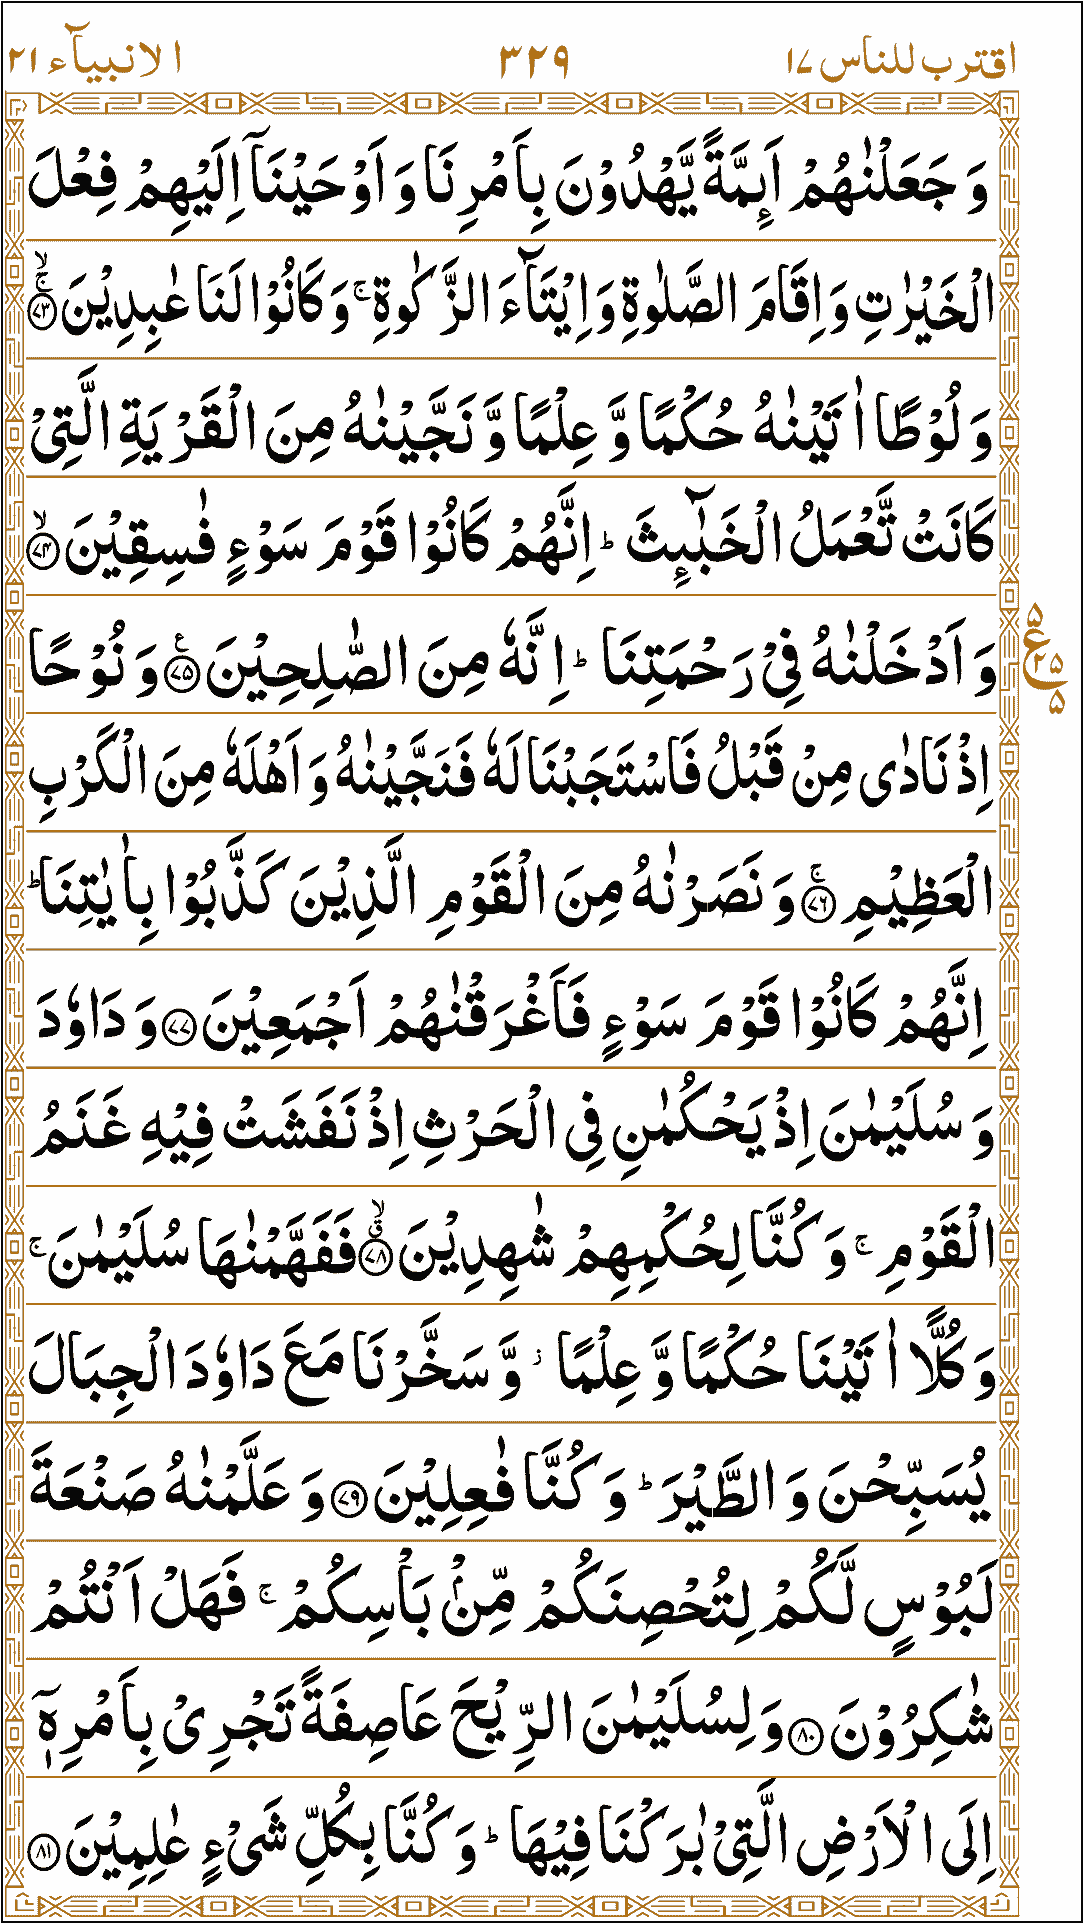 اقترب للناس ١٧ ٣٢٩ الانبیآء ٢١
وَ جَعَلْنٰهُمْ اَىِٕمَّةً یَّهْدُوْنَ بِاَمْرِنَا وَ اَوْحَیْنَاۤ اِلَیْهِمْ فِعْلَ
الْخَیْرٰتِ وَ اِقَامَ الصَّلٰوةِ وَ اِیْتَآءَ الزَّكٰوةِ ۚ وَ كَانُوْا لَنَا عٰبِدِیْنَ ۚۙ ﴿٧٣﴾
وَ لُوْطًا اٰتَیْنٰهُ حُكْمًا وَّ عِلْمًا وَّ نَجَّیْنٰهُ مِنَ الْقَرْیَةِ الَّتِیْ
كَانَتْ تَّعْمَلُ الْخَبٰٓىِٕثَ ؕ اِنَّهُمْ كَانُوْا قَوْمَ سَوْءٍ فٰسِقِیْنَ ۙ ﴿٧٤﴾
وَ اَدْخَلْنٰهُ فِیْ رَحْمَتِنَا ؕ اِنَّهٗ مِنَ الصّٰلِحِیْنَ ﴿٧٥﴾ ع وَ نُوْحًا
٥ ع ٢٥ ٥
اِذْ نَادٰی مِنْ قَبْلُ فَاسْتَجَبْنَا لَهٗ فَنَجَّیْنٰهُ وَ اَهْلَهٗ مِنَ الْكَرْبِ
الْعَظِیْمِ ۚ ﴿٧٦﴾ وَ نَصَرْنٰهُ مِنَ الْقَوْمِ الَّذِیْنَ كَذَّبُوْا بِاٰیٰتِنَا ؕ
اِنَّهُمْ كَانُوْا قَوْمَ سَوْءٍ فَاَغْرَقْنٰهُمْ اَجْمَعِیْنَ ﴿٧٧﴾ وَ دَاوٗدَ
وَ سُلَیْمٰنَ اِذْ یَحْكُمٰنِ فِی الْحَرْثِ اِذْ نَفَشَتْ فِیْهِ غَنَمُ
الْقَوْمِ ۚ وَ كُنَّا لِحُكْمِهِمْ شٰهِدِیْنَ ۗۙ ﴿٧٨﴾ فَفَهَّمْنٰهَا سُلَیْمٰنَ ۚ
وَ كُلًّا اٰتَیْنَا حُكْمًا وَّ عِلْمًا ؗ وَّ سَخَّرْنَا مَعَ دَاوٗدَ الْجِبَالَ
یُسَبِّحْنَ وَ الطَّیْرَ ؕ وَ كُنَّا فٰعِلِیْنَ ﴿٧٩﴾ وَ عَلَّمْنٰهُ صَنْعَةَ
لَبُوْسٍ لَّكُمْ لِتُحْصِنَكُمْ مِّنْۢ بَاْسِكُمْ ۚ فَهَلْ اَنْتُمْ
شٰكِرُوْنَ ﴿٨٠﴾ وَ لِسُلَیْمٰنَ الرِّیْحَ عَاصِفَةً تَجْرِیْ بِاَمْرِهٖۤ
اِلَی الْاَرْضِ الَّتِیْ بٰرَكْنَا فِیْهَا ؕ وَ كُنَّا بِكُلِّ شَیْءٍ عٰلِمِیْنَ ﴿٨١﴾